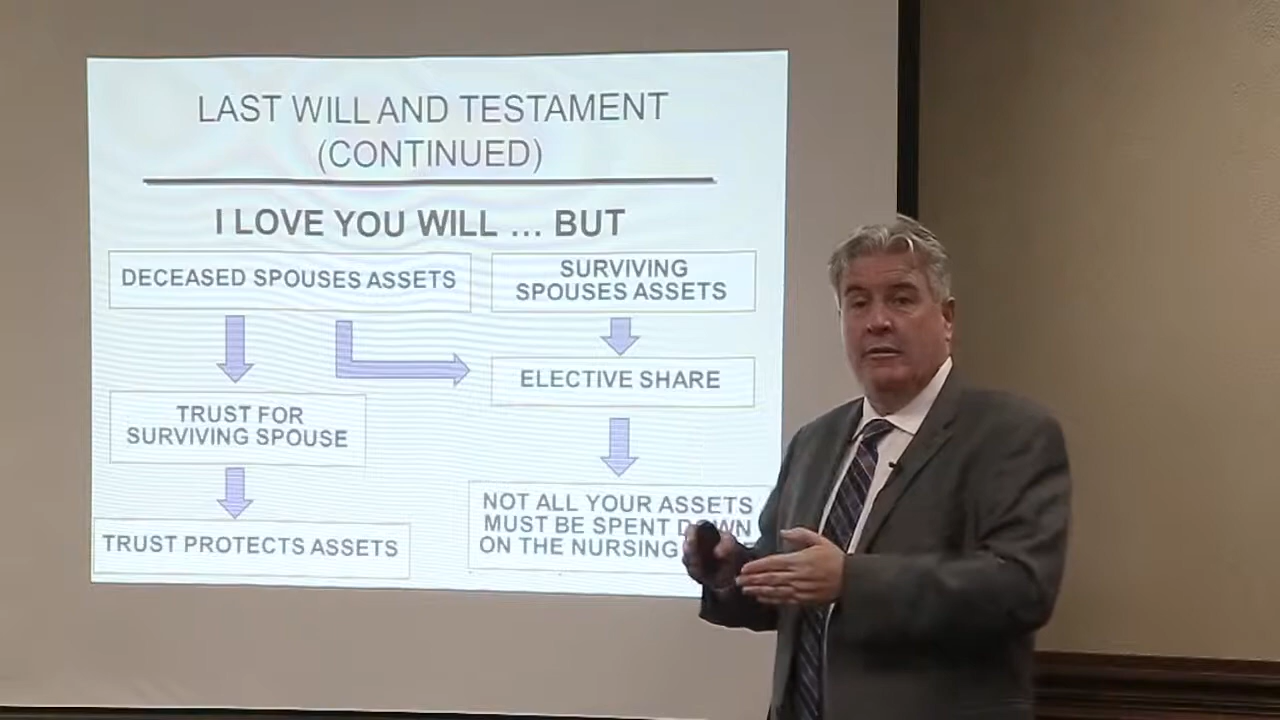 LAST WILL AND TESTAMENT
(CONTINUED)
I LOVE YOU WILL ... BUT
DECEASED SPOUSES ASSETS
SURVIVING
SPOUSES ASSETS
ELECTIVE SHARE
TRUST FOR
SURVIVING SPOUSE
NOT ALL YOUR ASSETS
MUST BE SPENT DOWN
ON THE NURSING
TRUST PROTECTS ASSETS